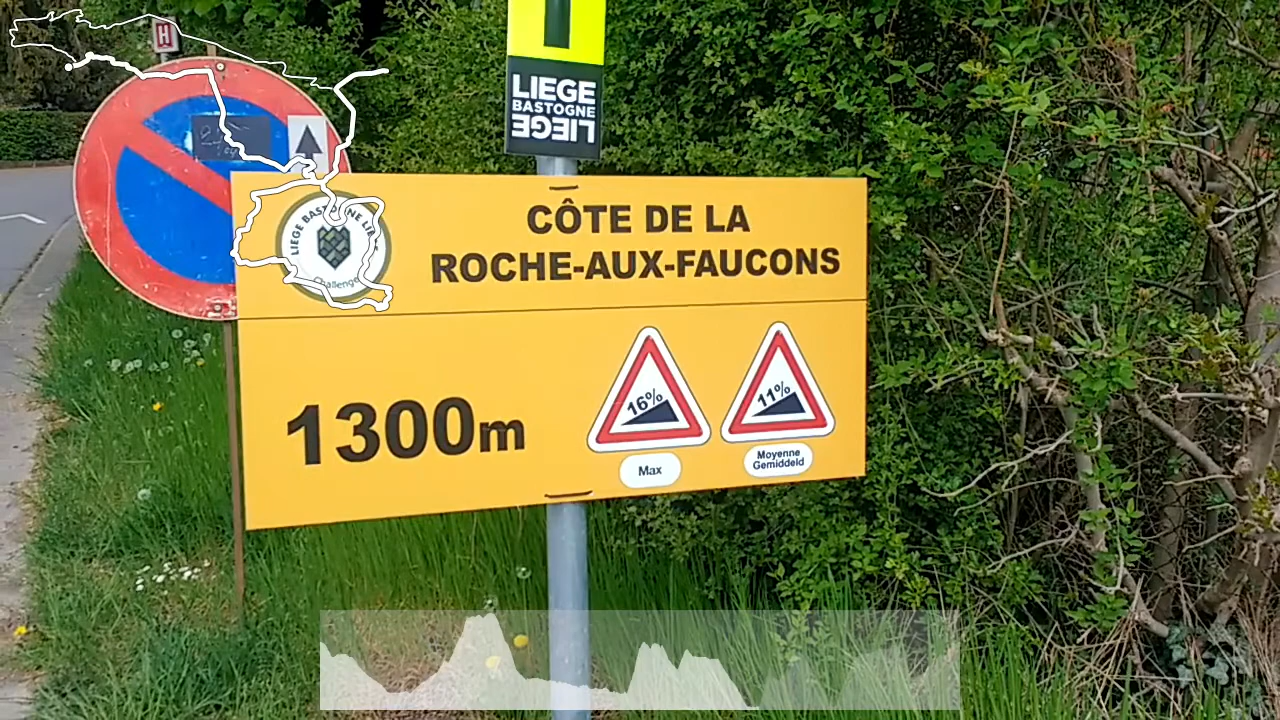 H
LIEGE
BASTOGNE
LIEGE
CÔTE DE LA
ROCHE-AUX-FAUCONS
1300m
16%
11%
Max
Moyenne
Gemiddeld